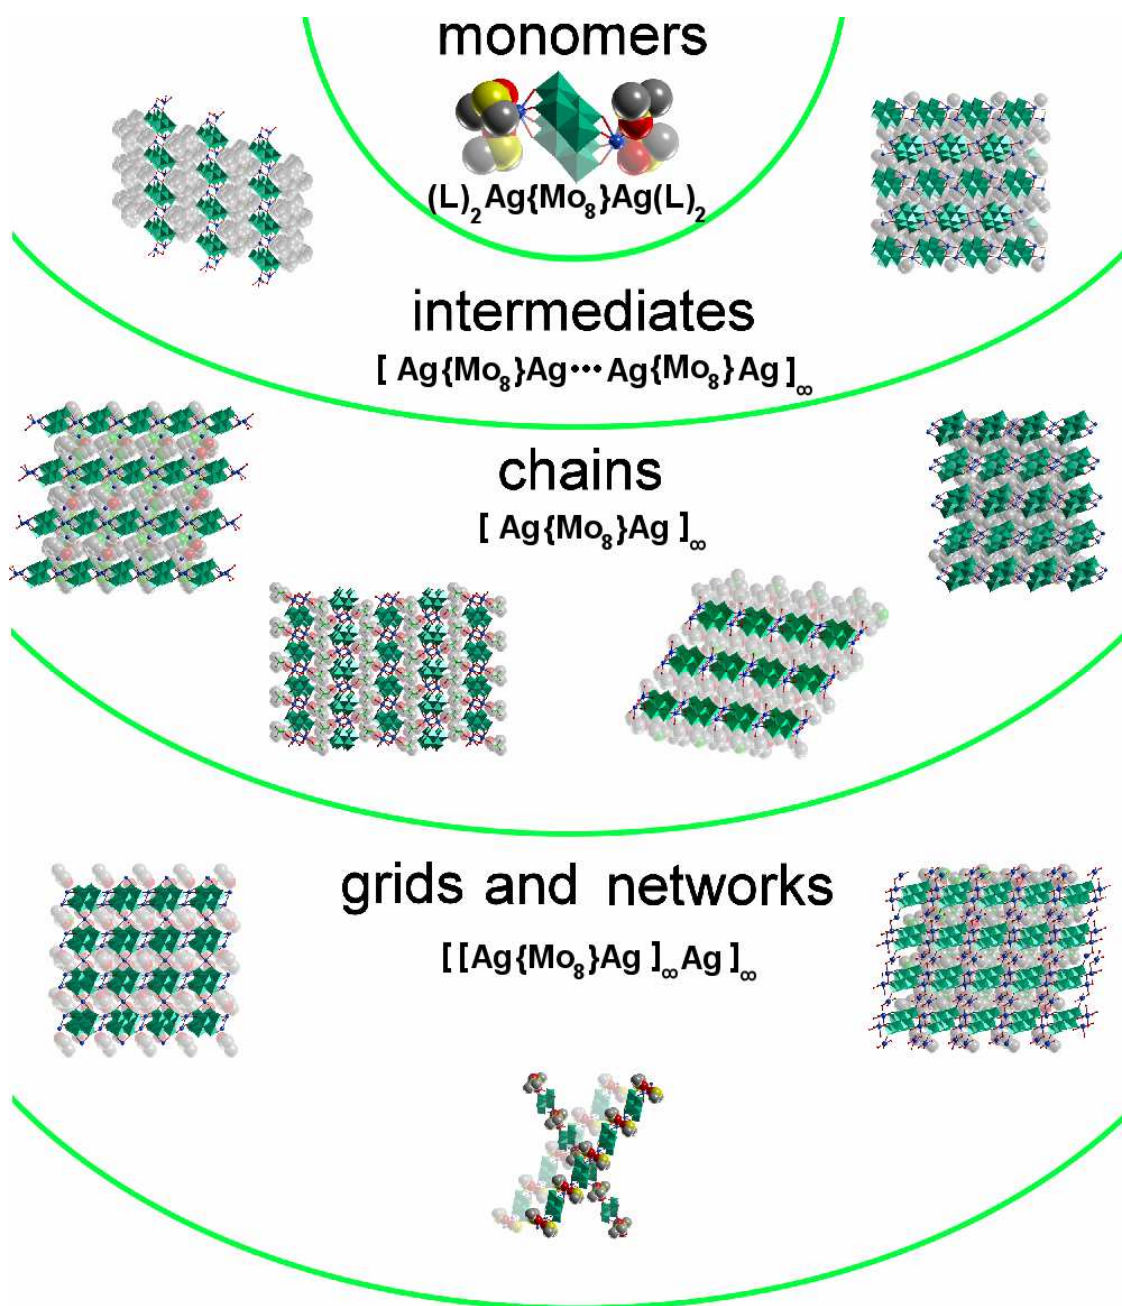 monomers
(L)₂Ag{Mo₈}Ag(L)₂
intermediates
[ Ag{Mo₈}Ag••• Ag{Mo₈}Ag ]∞
chains
[ Ag{Mo₈}Ag ]∞
grids and networks
[ [Ag{Mo₈}Ag ]∞Ag ]∞